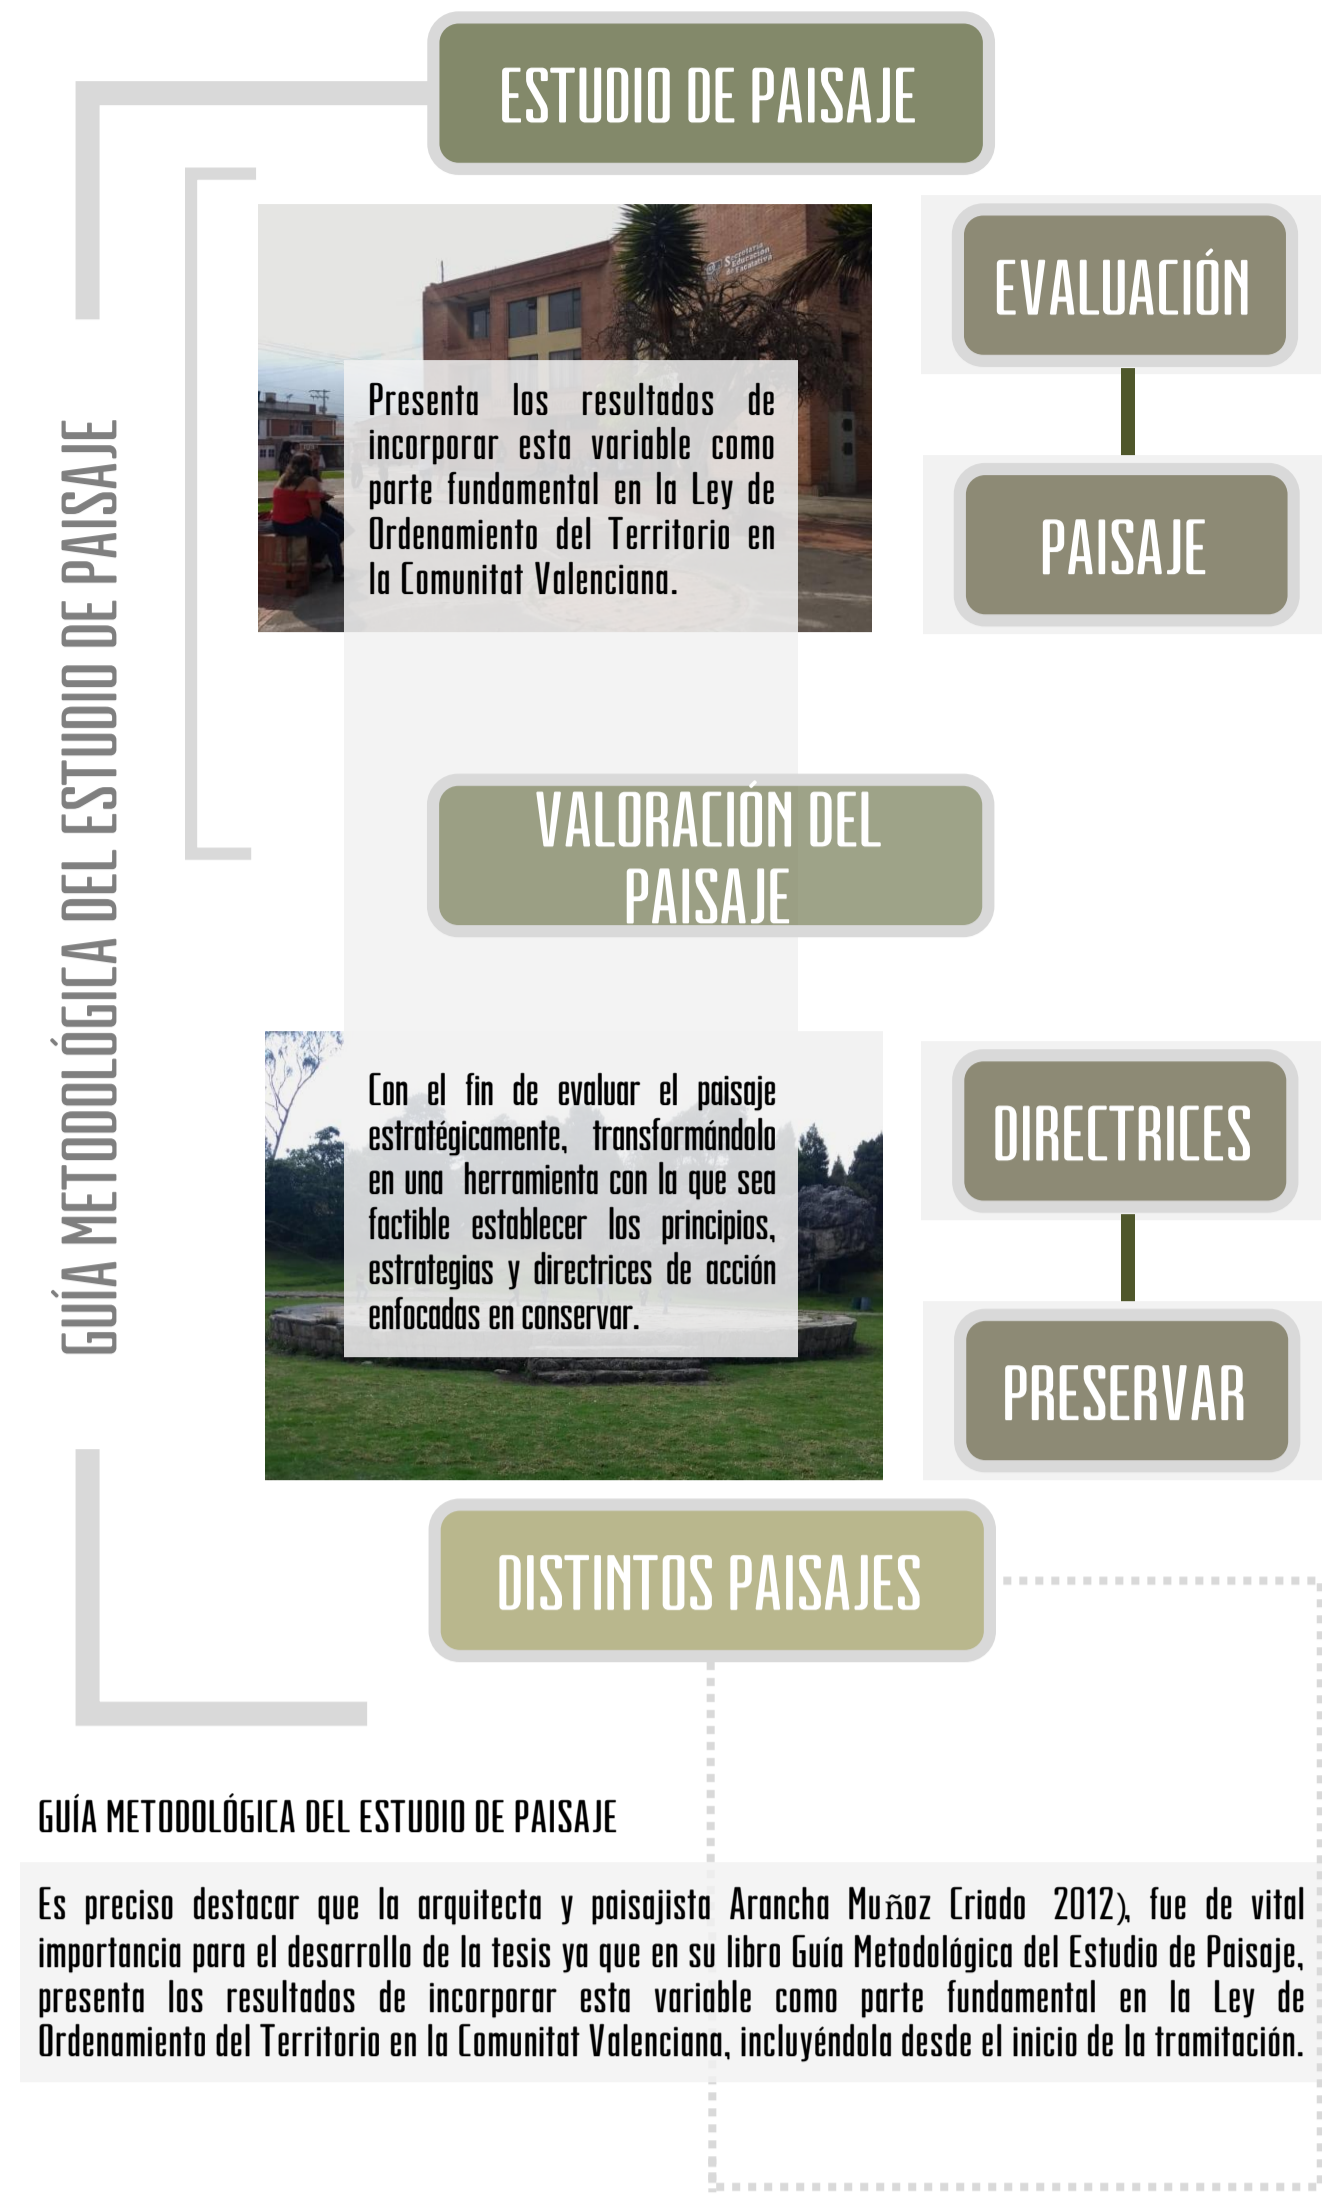 ESTUDIO DE PAISAJE
GUÍA METODOLÓGICA DEL ESTUDIO DE PAISAJE
Secretaría
Educación
de Facatativa
Presenta los resultados de
incorporar esta variable como
parte fundamental en la Ley de
Ordenamiento del Territorio en
la Comunitat Valenciana.
EVALUACIÓN
PAISAJE
VALORACIÓN DEL
PAISAJE
Con el fin de evaluar el paisaje
estratégicamente, transformándolo
en una herramienta con la que sea
factible establecer los principios,
estrategias y directrices de acción
enfocadas en conservar.
DIRECTRICES
PRESERVAR
DISTINTOS PAISAJES
GUÍA METODOLÓGICA DEL ESTUDIO DE PAISAJE
Es preciso destacar que la arquitecta y paisajista Arancha Muñoz Criado 2012), fue de vital
importancia para el desarrollo de la tesis ya que en su libro Guía Metodológica del Estudio de Paisaje,
presenta los resultados de incorporar esta variable como parte fundamental en la Ley de
Ordenamiento del Territorio en la Comunitat Valenciana, incluyéndola desde el inicio de la tramitación.